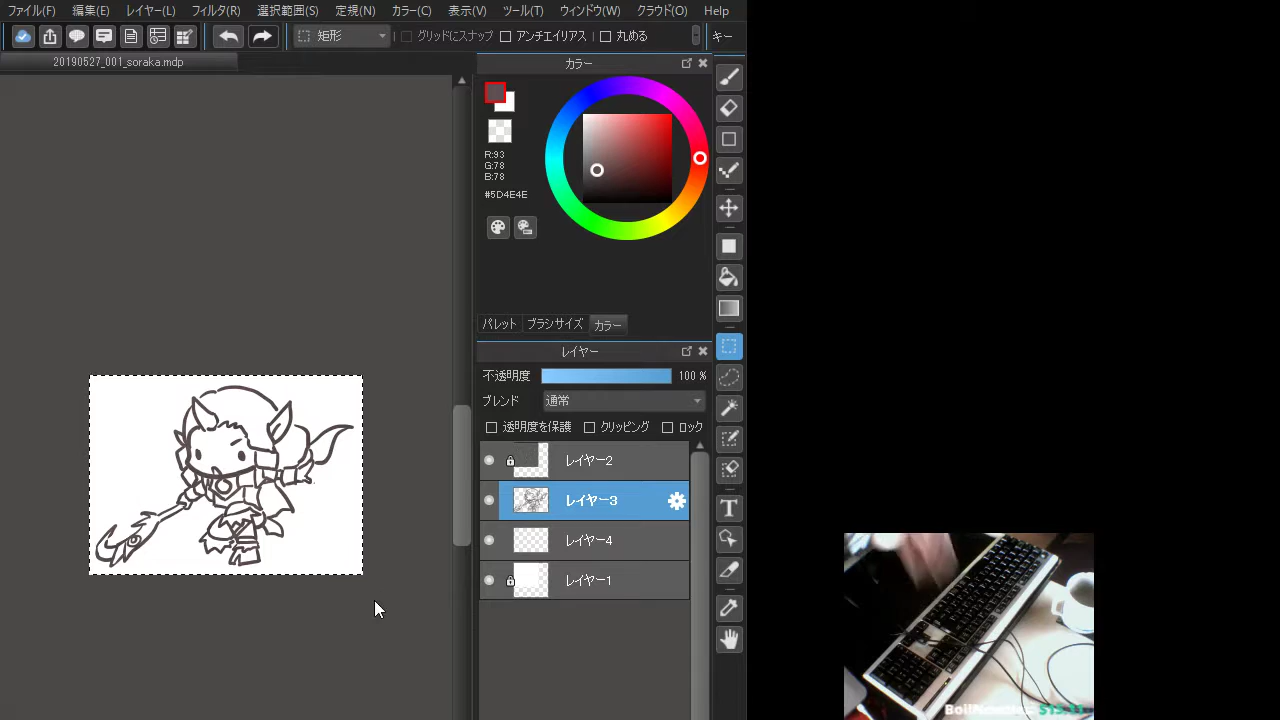 ファイル(F) 編集(E) レイヤー(L) フィルタ(R) 選択範囲(S) 定規(N) カラー(C) 表示(V) ツール(T) ウィンドウ(W) クラウド(O) Help
矩形 グリッドにスナップ アンチエイリアス 丸める キー
20190527_001_soraka.mdp
カラー
R:93
G:78
B:78
#5D4E4E
パレット ブラシサイズ カラー
レイヤー
不透明度 100 %
ブレンド 通常
透明度を保護 クリッピング ロック
レイヤー2
レイヤー3
レイヤー4
レイヤー1
T